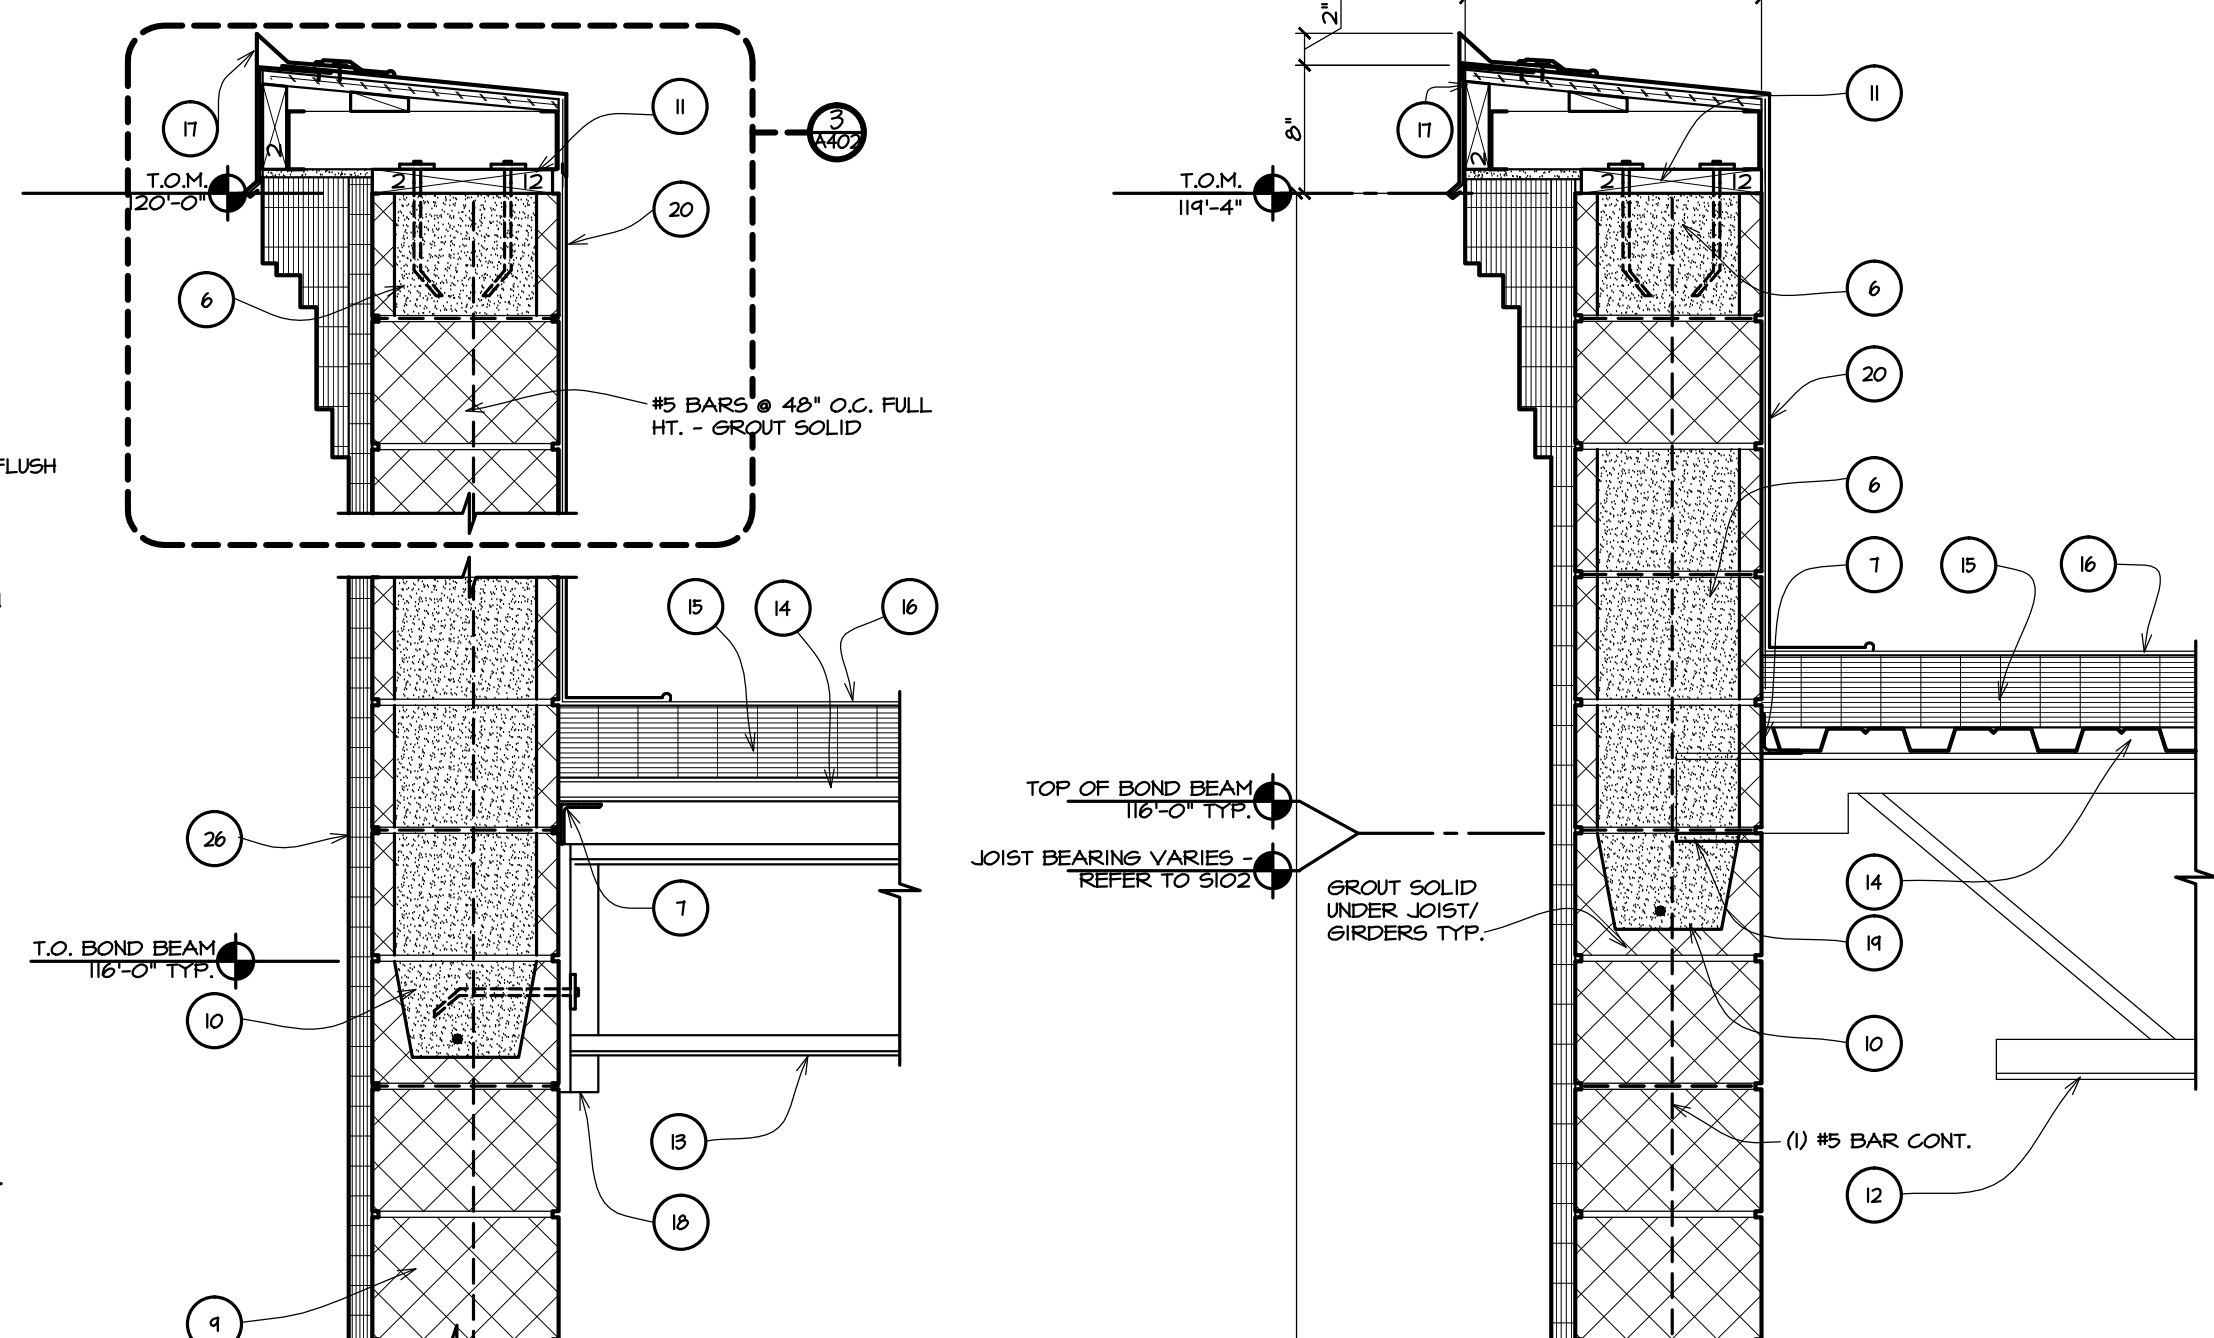 17
11
3
A402
T.O.M.
120'-0"
2
2
12
20
6
#5 BARS @ 48" O.C. FULL
HT. - GROUT SOLID
FLUSH
15
14
16
26
7
T.O. BOND BEAM
116'-0" TYP.
10
13
18
9
2"
8"
17
11
T.O.M.
119'-4"
2
2
12
6
20
6
7
15
16
TOP OF BOND BEAM
116'-0" TYP.
JOIST BEARING VARIES -
REFER TO S102
GROUT SOLID
UNDER JOIST/
GIRDERS TYP.
14
19
10
(1) #5 BAR CONT.
12